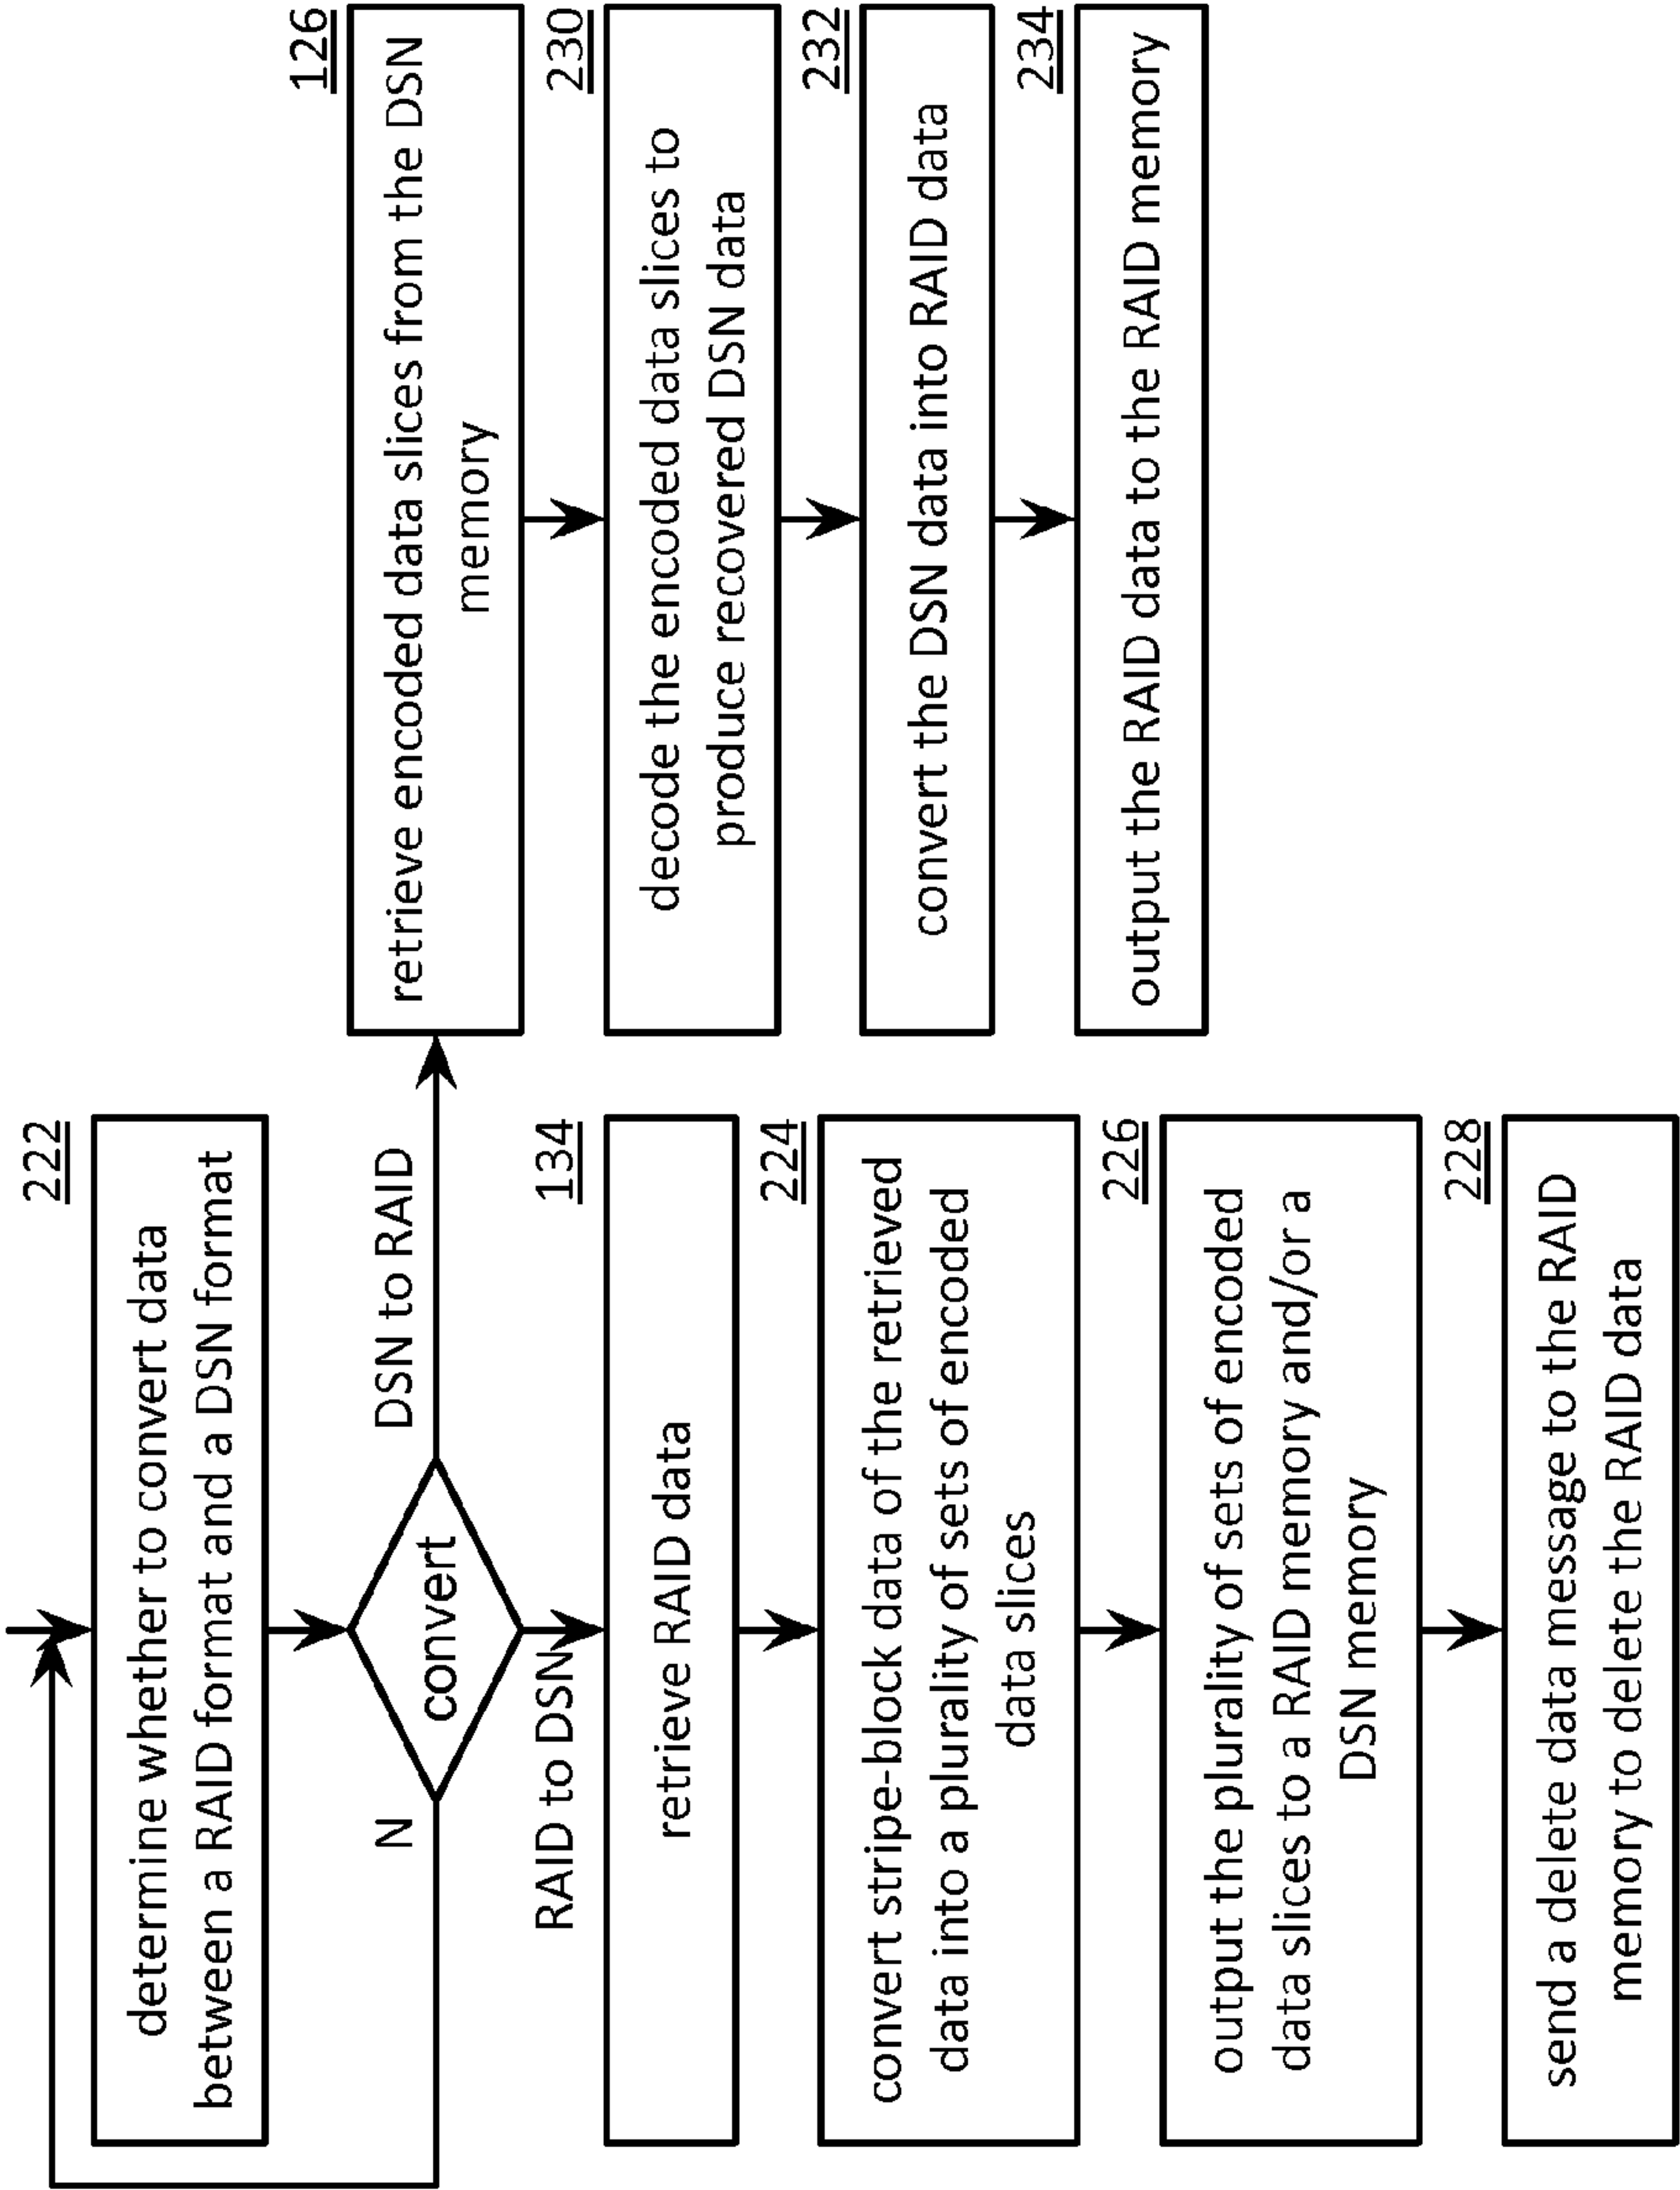 222
determine whether to convert data
between a RAID format and a DSN format
convert
N
DSN to RAID
RAID to DSN
134
retrieve RAID data
224
convert stripe-block data of the retrieved
data into a plurality of sets of encoded
data slices
226
output the plurality of sets of encoded
data slices to a RAID memory and/or a
DSN memory
228
send a delete data message to the RAID
memory to delete the RAID data
126
retrieve encoded data slices from the DSN
memory
230
decode the encoded data slices to
produce recovered DSN data
232
convert the DSN data into RAID data
234
output the RAID data to the RAID memory